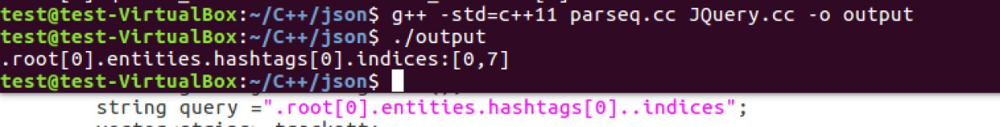 test@test-VirtualBox:~/C++/json$ g++ -std=c++11 parseq.cc JQuery.cc -o output
test@test-VirtualBox:~/C++/json$ ./output
.root[0].entities.hashtags[0].indices:[0,7]
test@test-VirtualBox:~/C++/json$
string query =".root[0].entities.hashtags[0]..indices";